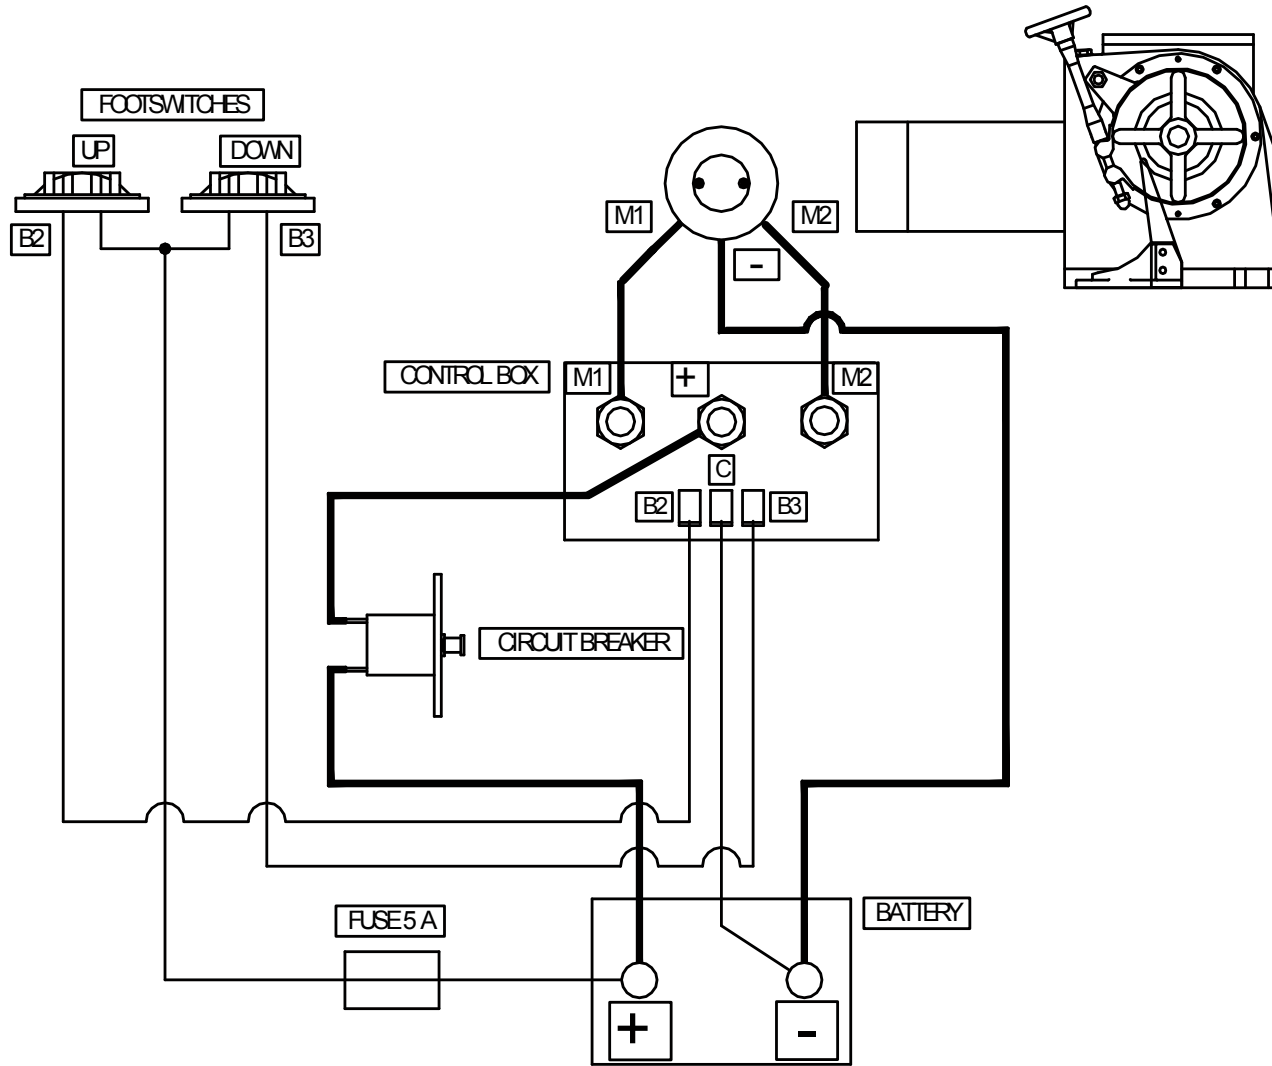 FOOTSWITCHES
UP
DOWN
B2
B3
M1
M2
-
CONTROL BOX
M1
+
M2
C
B2
B3
CIRCUIT BREAKER
FUSE 5 A
BATTERY
+
-